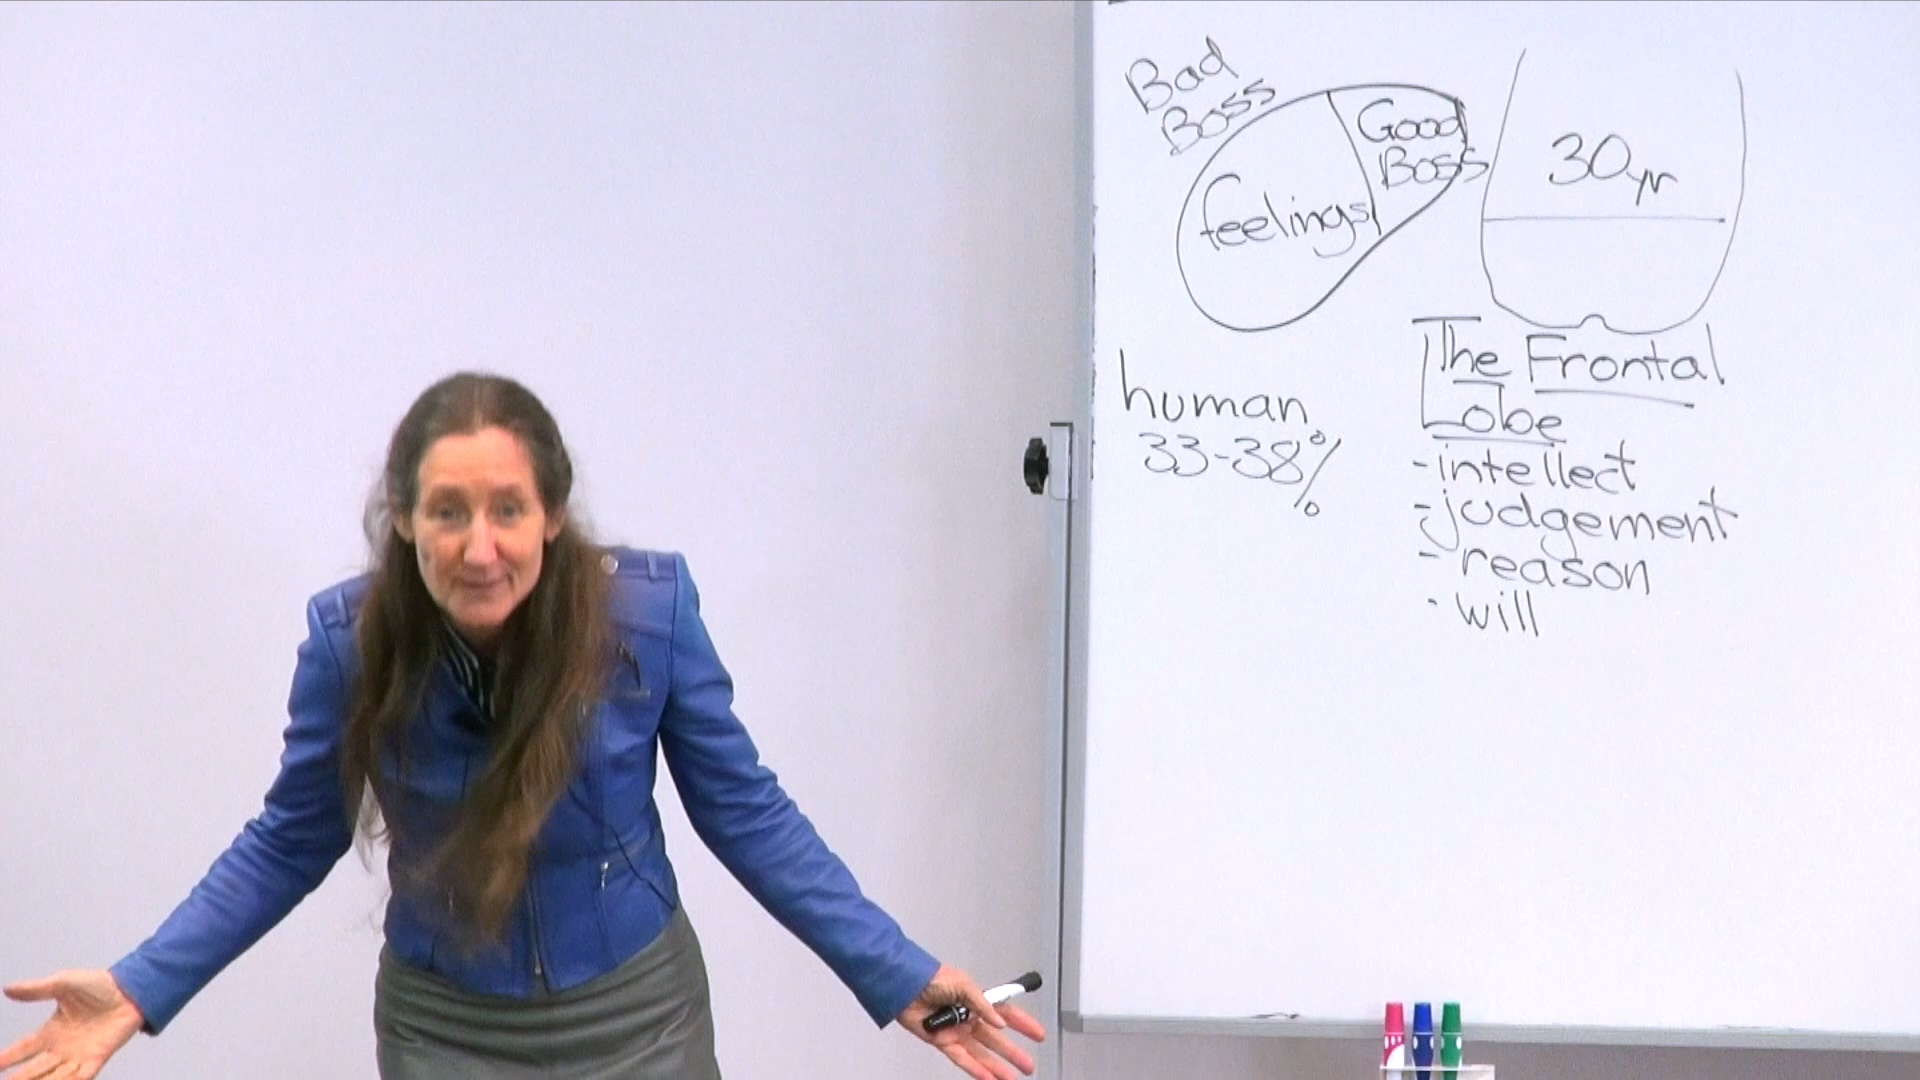 Bad
Boss
Good
Boss
feelings
30yr
human
33-38%
The Frontal
Lobe
-intellect
-judgement
- reason
- will